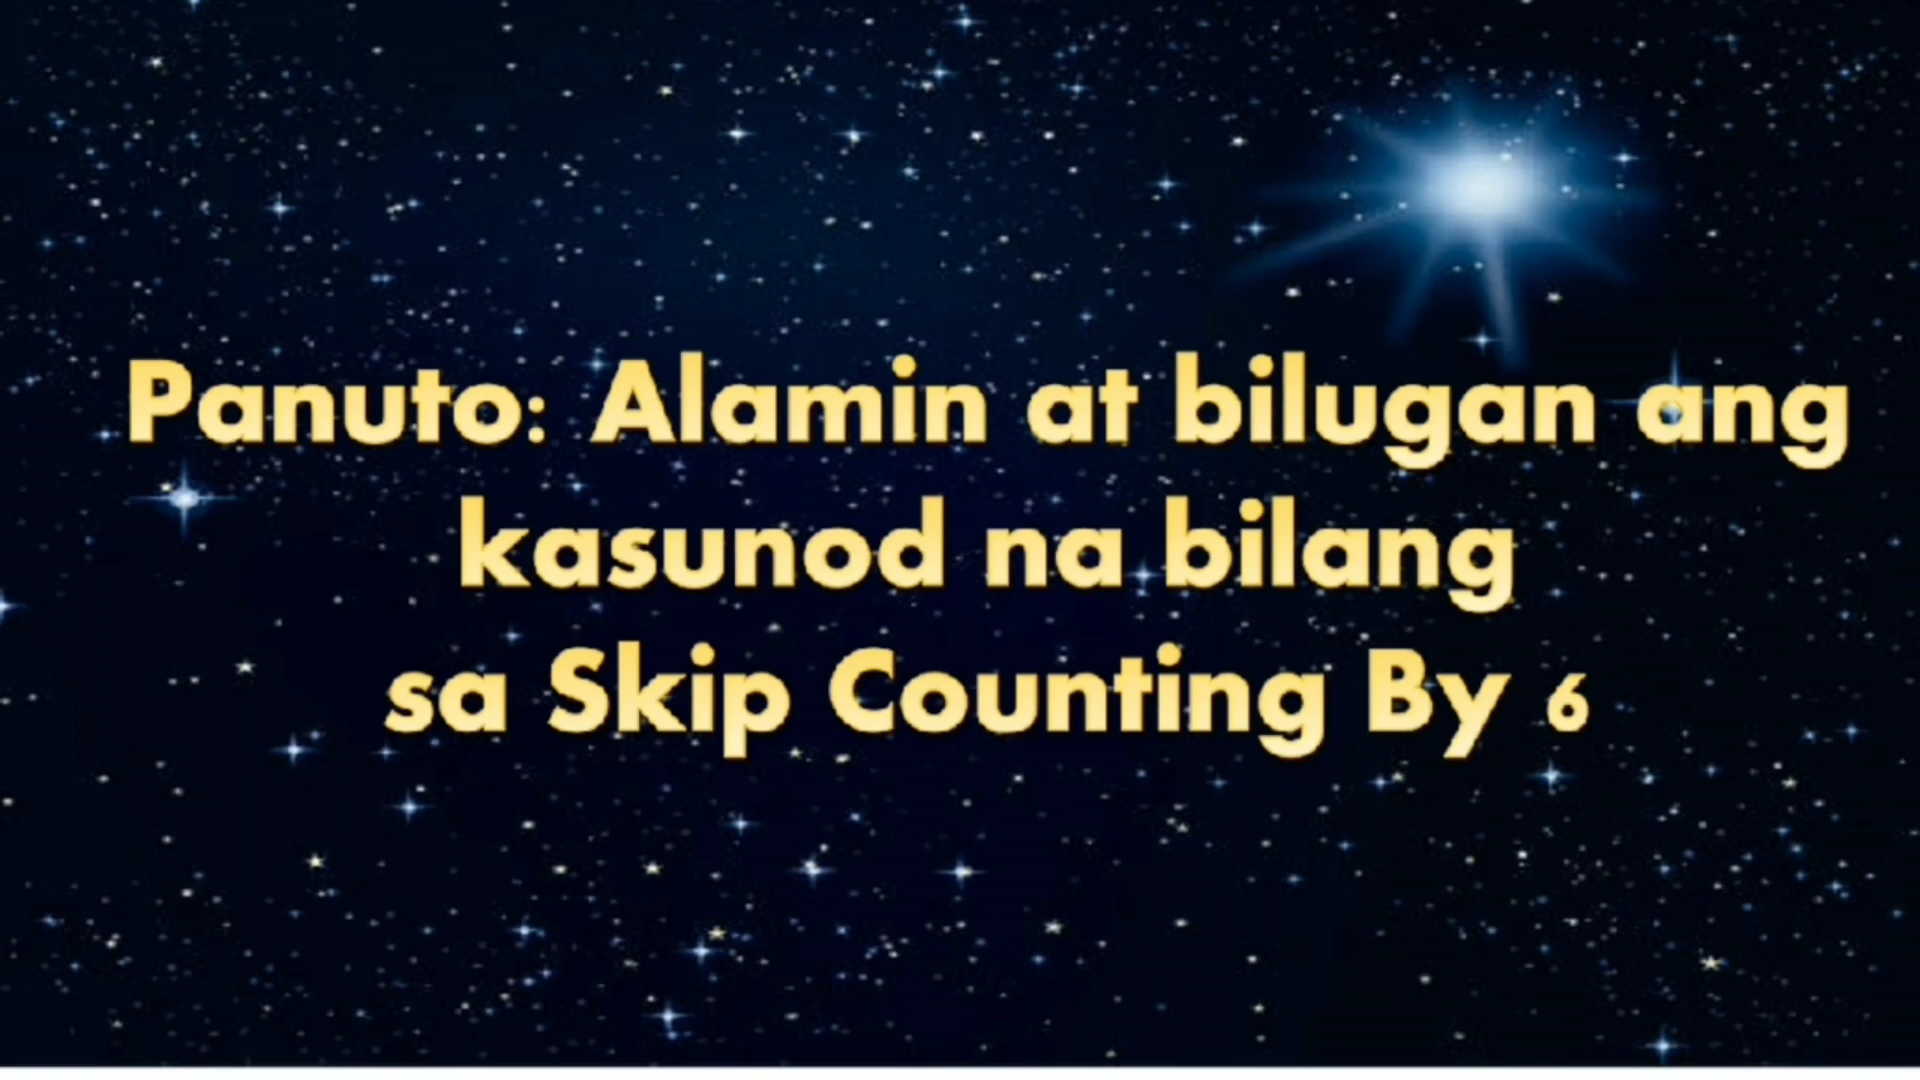 Panuto: Alamin at bilugan ang
kasunod na bilang
sa Skip Counting By 6